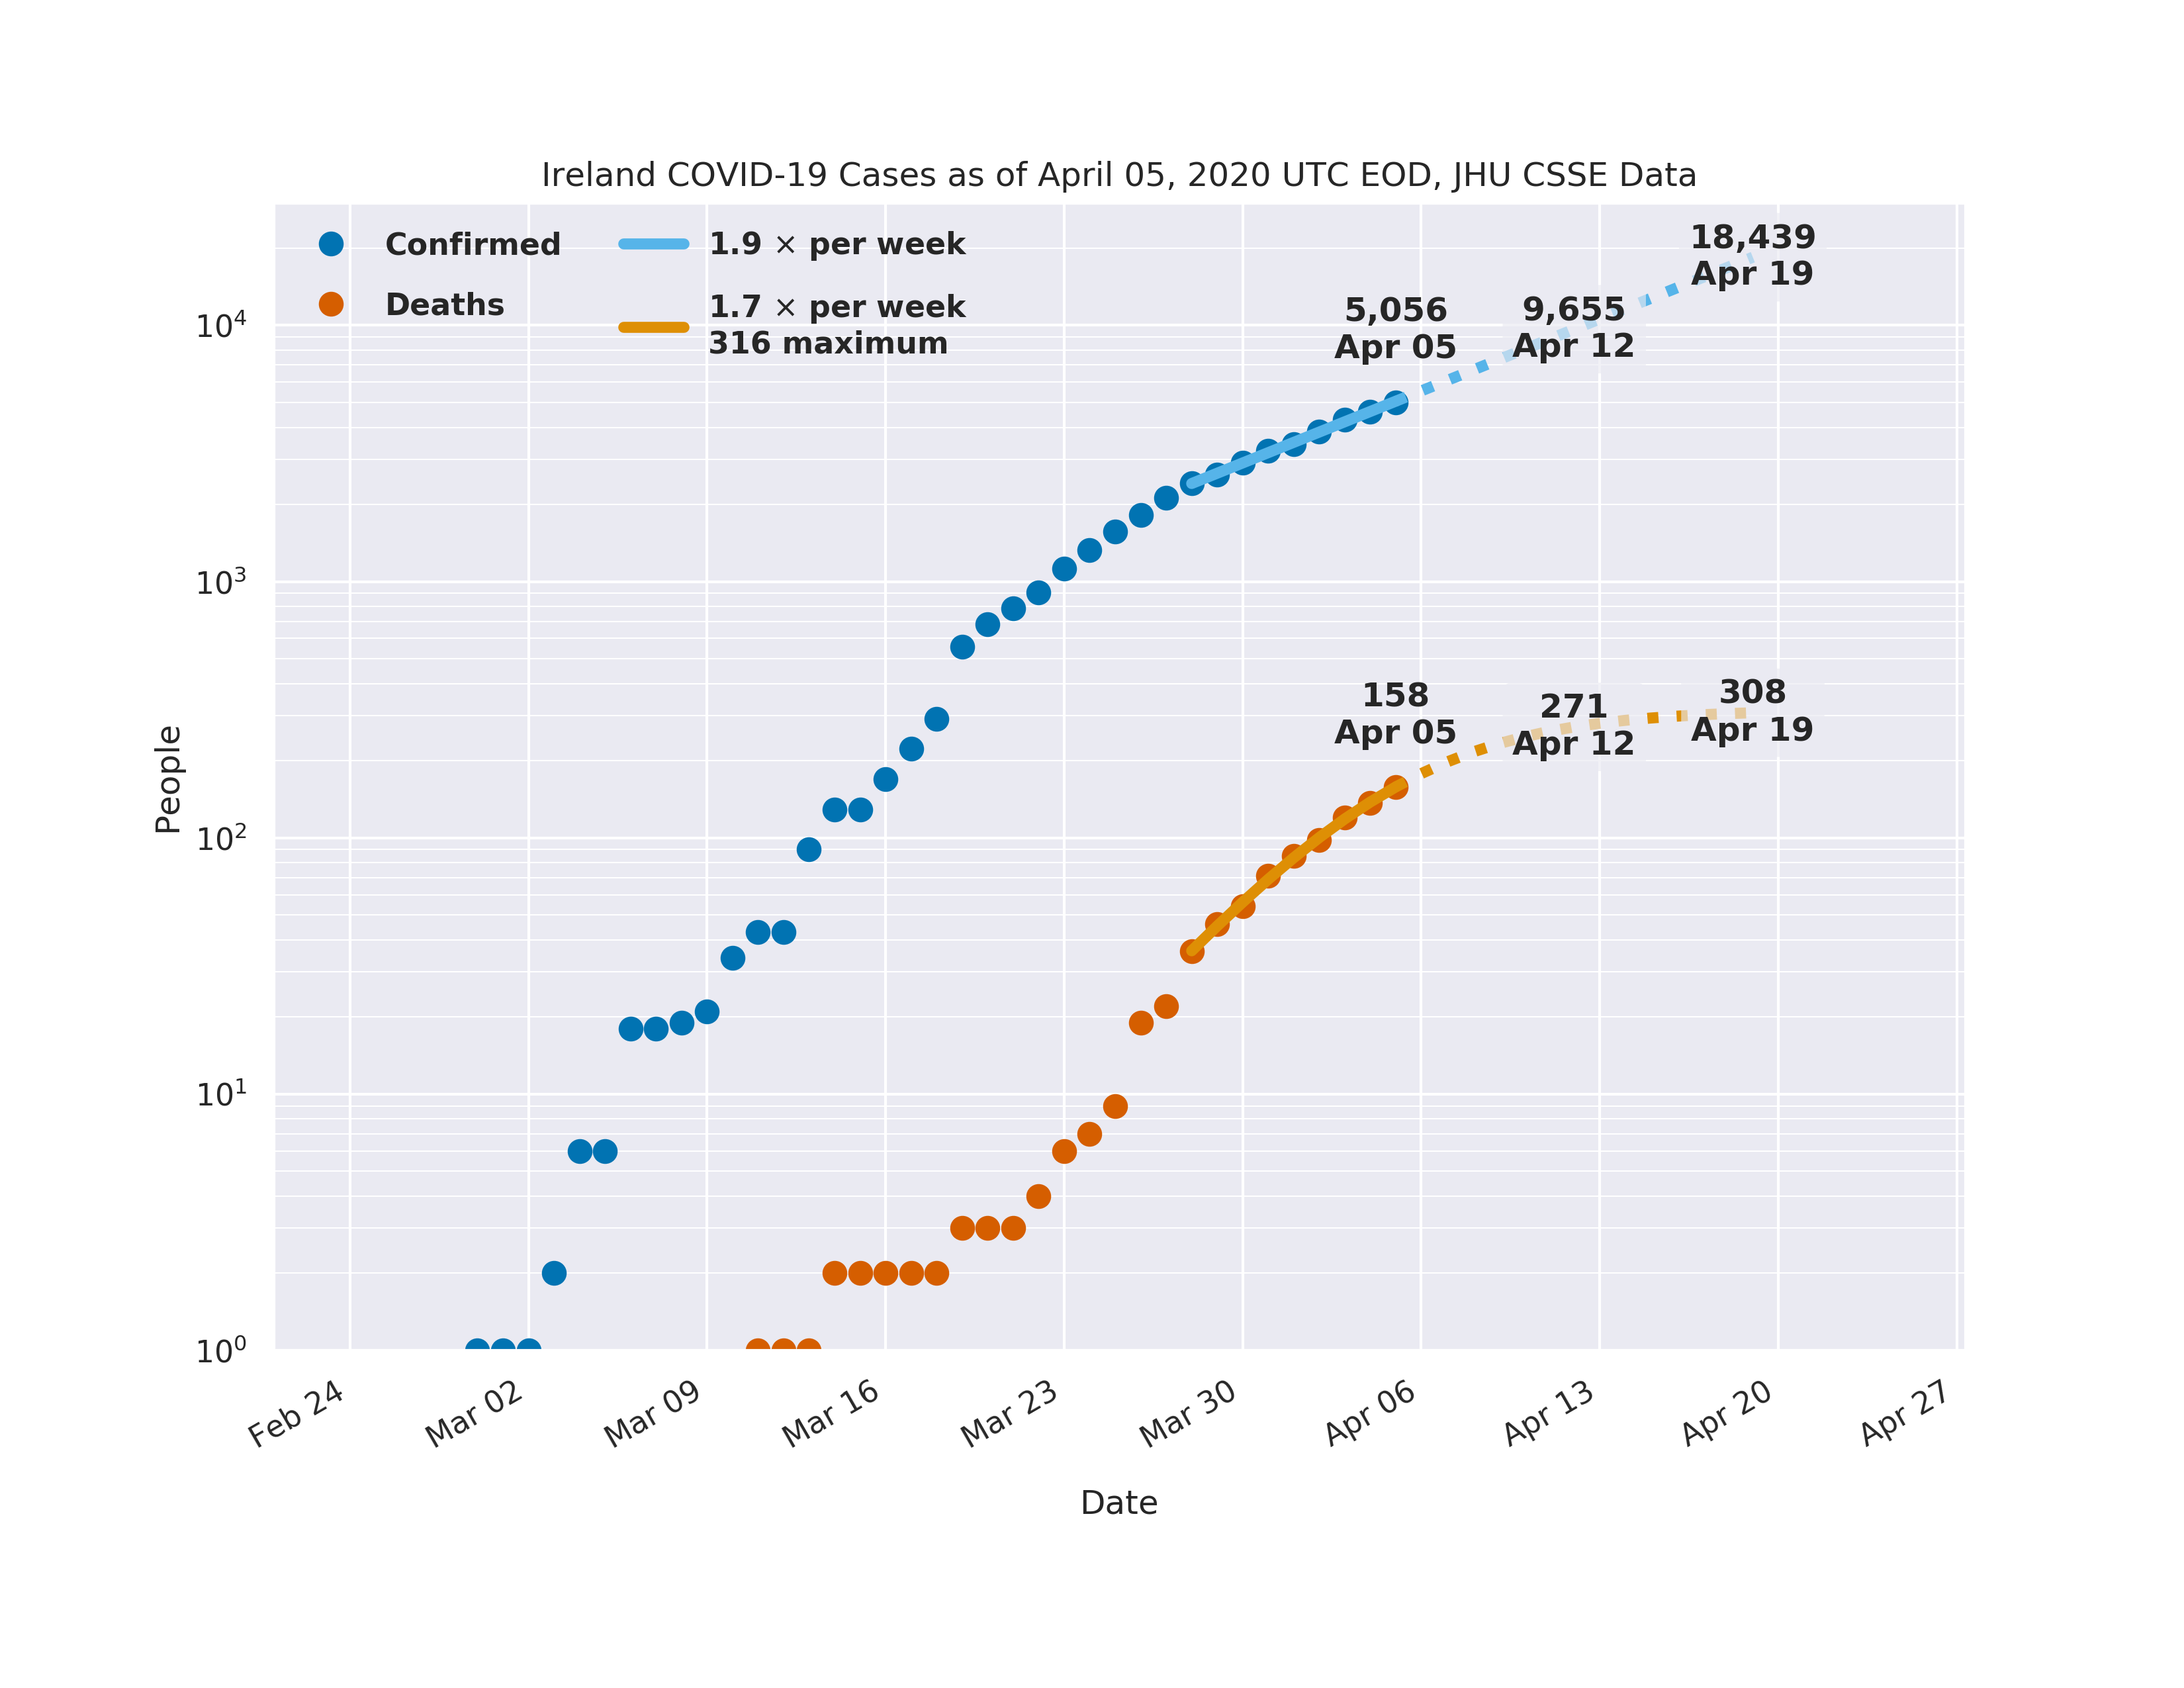 Ireland COVID-19 Cases as of April 05, 2020 UTC EOD, JHU CSSE Data
Confirmed
Deaths
1.9 × per week
1.7 × per week
316 maximum
5,056
Apr 05
9,655
Apr 12
18,439
Apr 19
158
Apr 05
271
Apr 12
308
Apr 19
People
10⁴
10³
10²
10¹
10⁰
Feb 24
Mar 02
Mar 09
Mar 16
Mar 23
Mar 30
Apr 06
Apr 13
Apr 20
Apr 27
Date